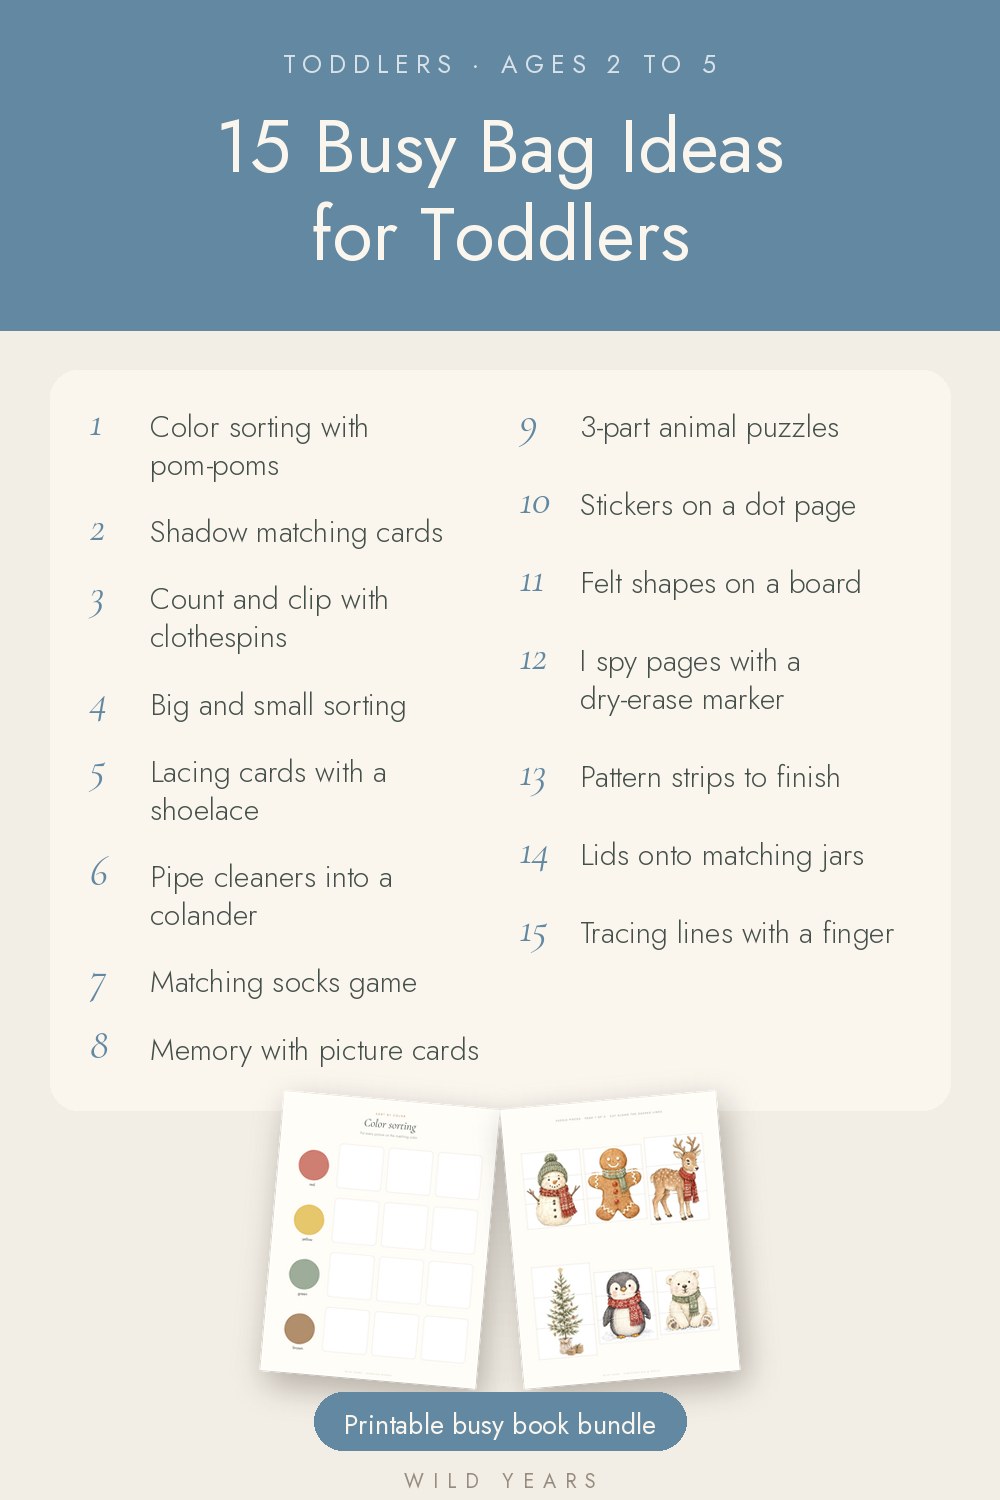 TODDLERS · AGES 2 TO 5
15 Busy Bag Ideas
for Toddlers
1 Color sorting with
pom-poms
2 Shadow matching cards
3 Count and clip with
clothespins
4 Big and small sorting
5 Lacing cards with a
shoelace
6 Pipe cleaners into a
colander
7 Matching socks game
8 Memory with picture cards
9 3-part animal puzzles
10 Stickers on a dot page
11 Felt shapes on a board
12 I spy pages with a
dry-erase marker
13 Pattern strips to finish
14 Lids onto matching jars
15 Tracing lines with a finger
Color sorting
red
yellow
green
brown
Printable busy book bundle
WILD YEARS